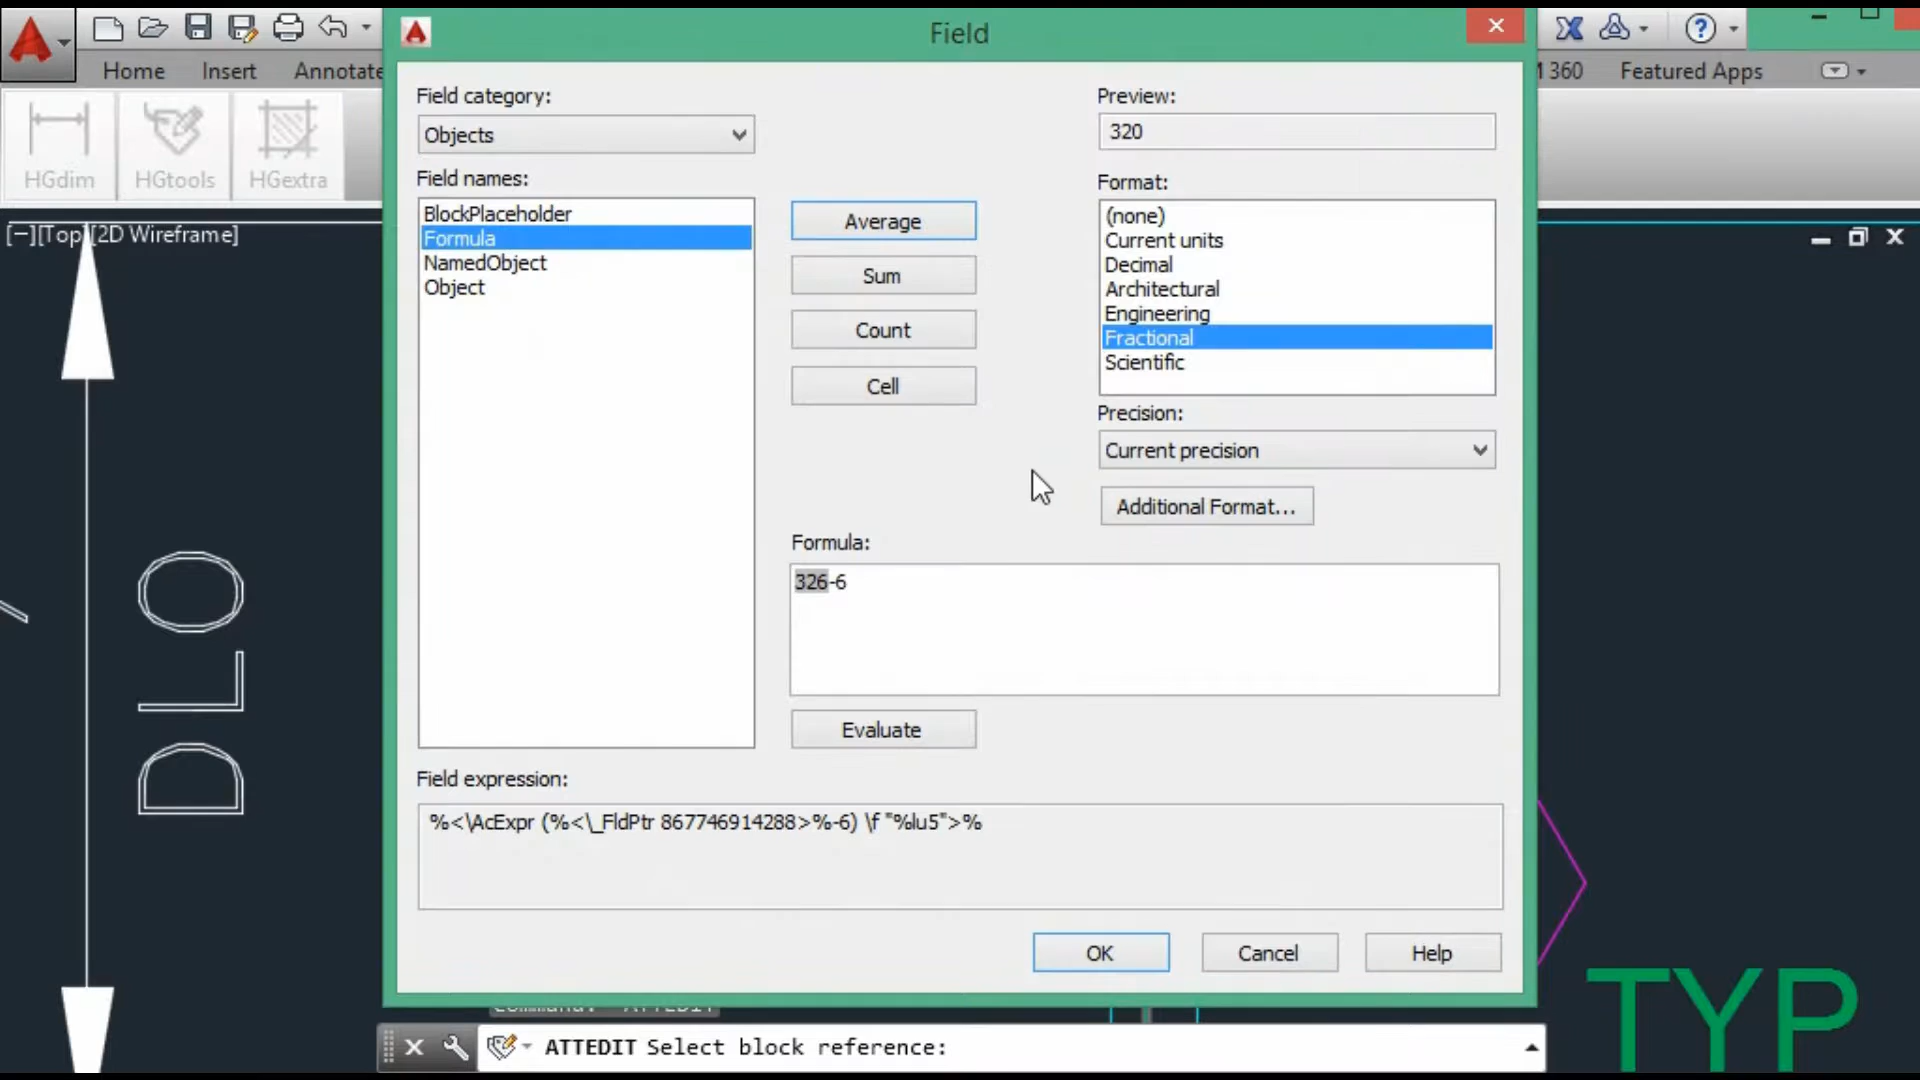 Field
Home Insert Annotate
360 Featured Apps
HGdim HGtools HGextra
[−][Top][2D Wireframe]
Field category:
Objects
Field names:
BlockPlaceholder
Formula
NamedObject
Object
Average
Sum
Count
Cell
Preview:
320
Format:
(none)
Current units
Decimal
Architectural
Engineering
Fractional
Scientific
Precision:
Current precision
Additional Format...
Formula:
326-6
Evaluate
Field expression:
%<\AcExpr (%<\_FldPtr 867746914288>%-6) \f "%lu5">%
OK Cancel Help
DLO
TYP
ATTEDIT Select block reference: